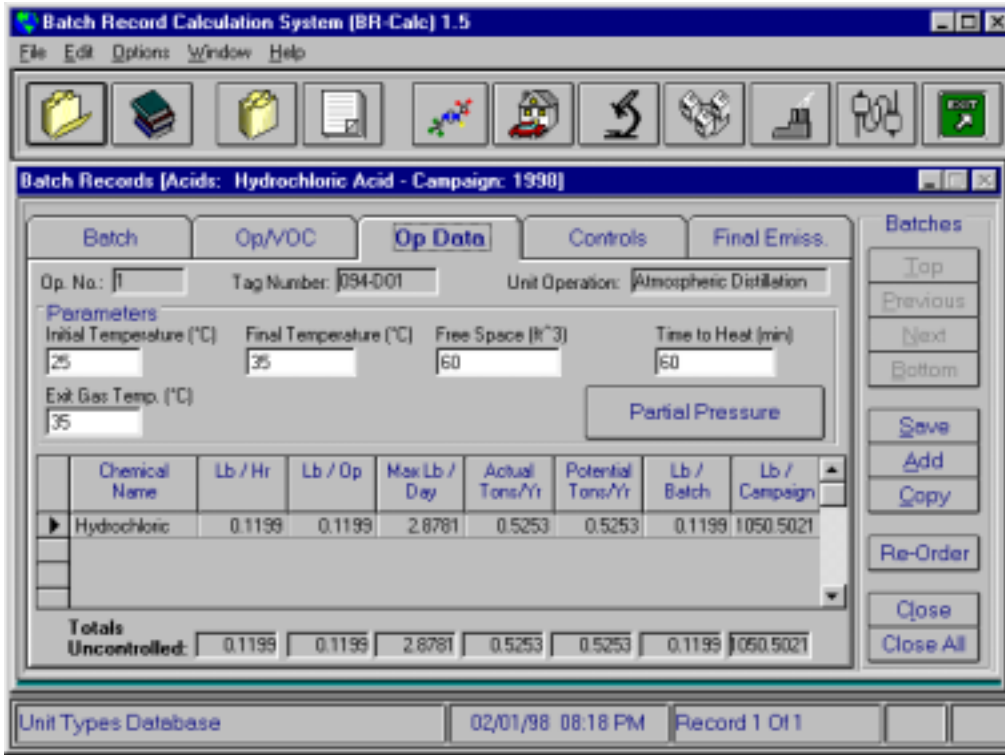 Batch Record Calculation System (BR-Calc) 1.5
File Edit Options Window Help
EXIT
Batch Records [Acids: Hydrochloric Acid - Campaign: 1998]
Batch Op/VOC Op Data Controls Final Emiss.
Batches
Op. No.: 1 Tag Number: 094-D01 Unit Operation: Atmospheric Distillation
Top
Previous
Next
Bottom
Parameters
Initial Temperature (°C) Final Temperature (°C) Free Space (ft^3) Time to Heat (min)
25 35 60 60
Exit Gas Temp. (°C)
35
Partial Pressure
Save
Add
Copy
Re-Order
Close
Close All
Chemical Name Lb / Hr Lb / Op Max Lb / Day Actual Tons/Yr Potential Tons/Yr Lb / Batch Lb / Campaign
Hydrochloric 0.1199 0.1199 2.8781 0.5253 0.5253 0.1199 1050.5021
Totals
Uncontrolled: 0.1199 0.1199 2.8781 0.5253 0.5253 0.1199 1050.5021
Unit Types Database 02/01/98 08:18 PM Record 1 Of 1